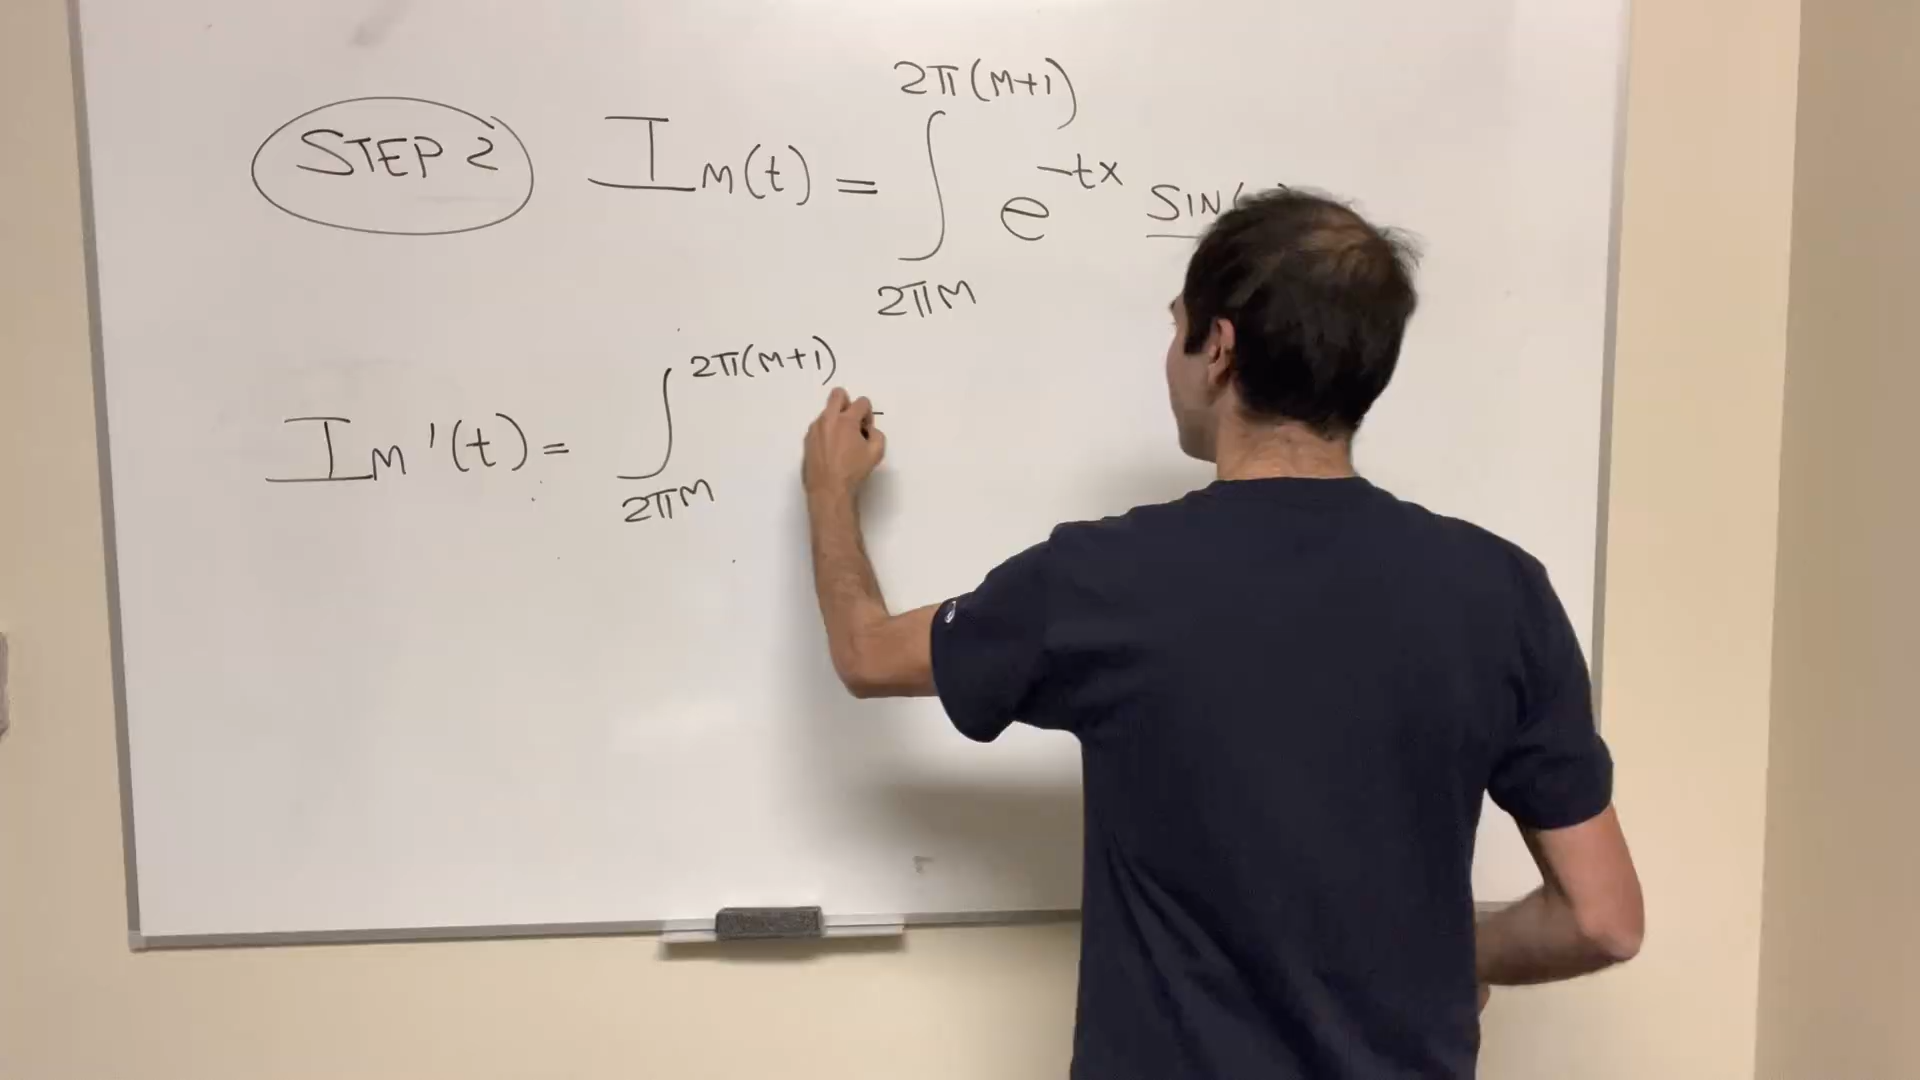 STEP 2 I_M(t) = ∫_{2πM}^{2π(M+1)} e^{-tx} SIN(
I_M'(t) = ∫_{2πM}^{2π(M+1)} -